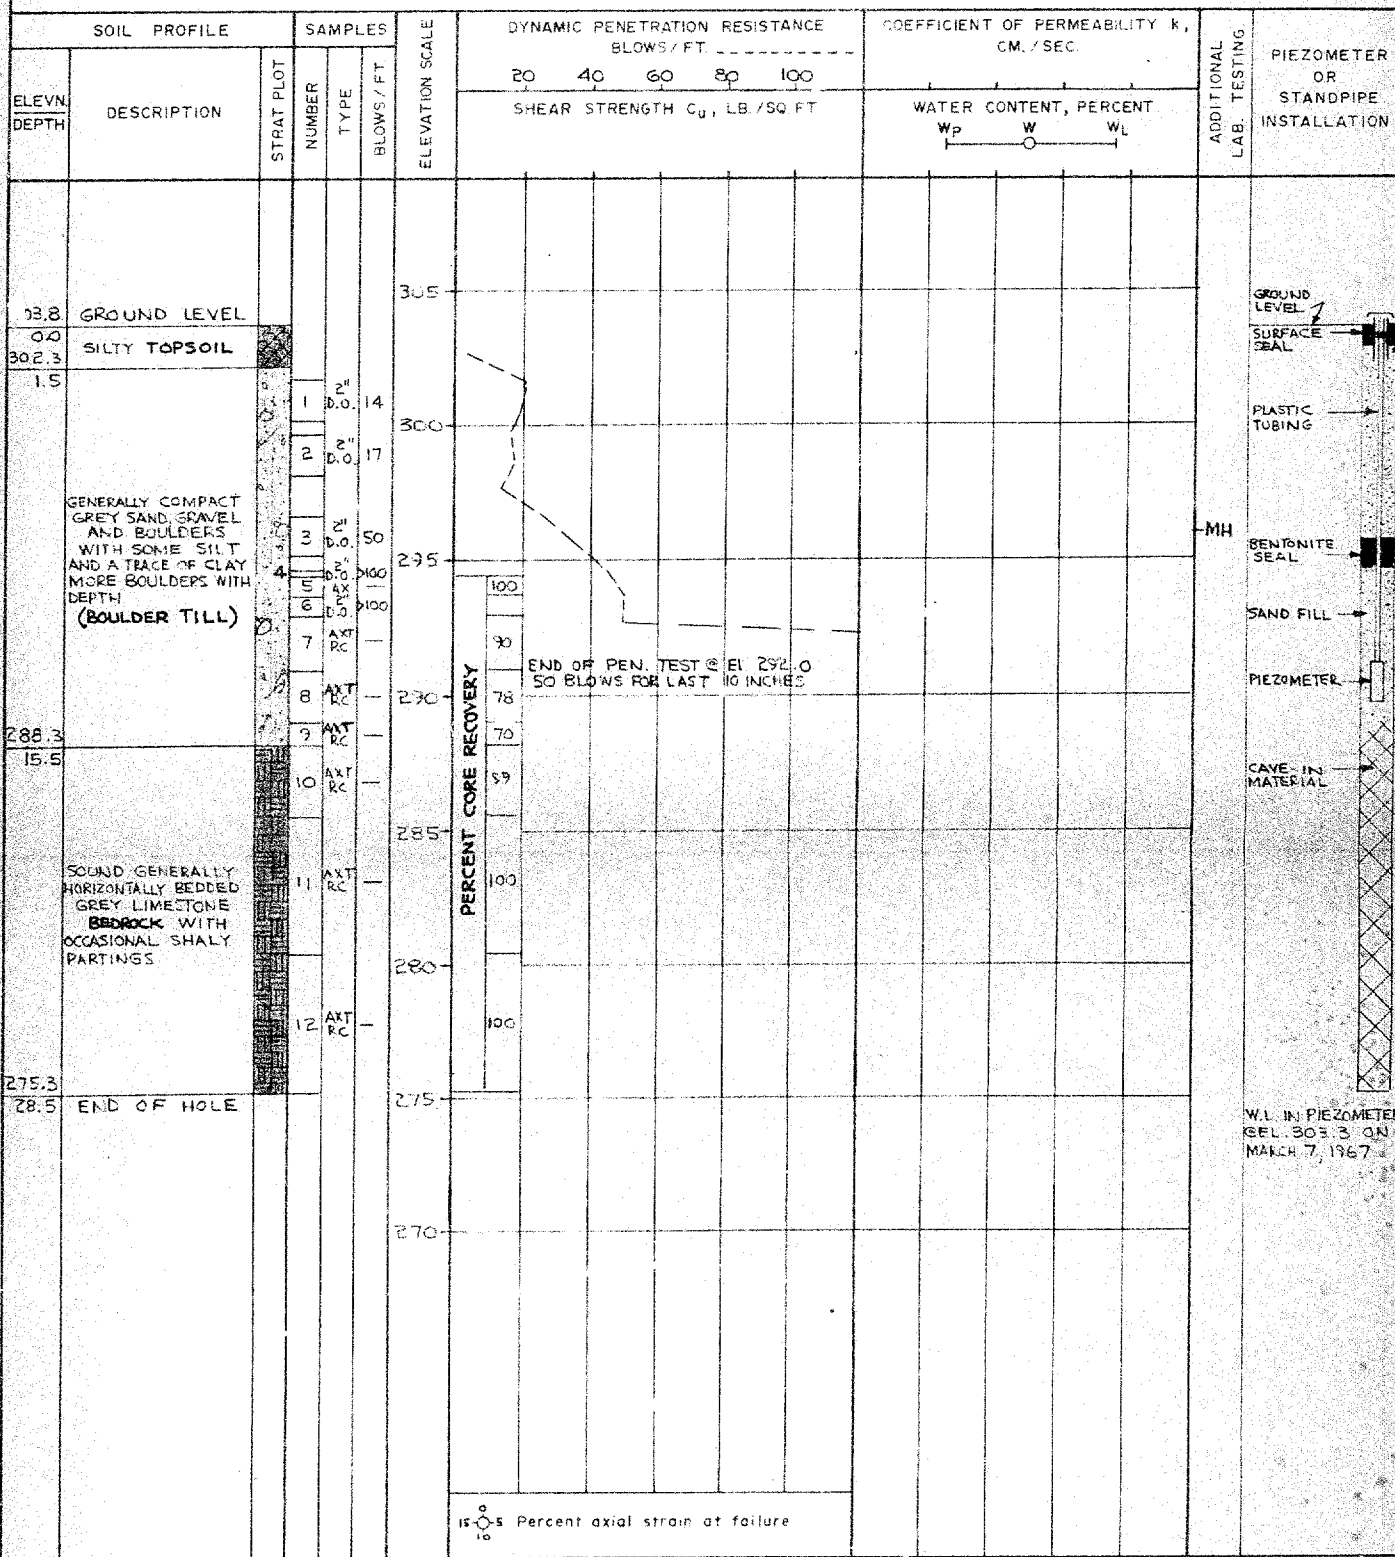 SOIL PROFILE
SAMPLES
ELEVATION SCALE
DYNAMIC PENETRATION RESISTANCE
BLOWS / FT.
20 40 60 80 100
SHEAR STRENGTH Cu, LB./SQ.FT
COEFFICIENT OF PERMEABILITY k,
CM. / SEC.
WATER CONTENT, PERCENT
WP W WL
ADDITIONAL
LAB. TESTING
PIEZOMETER
OR
STANDPIPE
INSTALLATION
ELEVN.
DEPTH
DESCRIPTION
STRAT PLOT
NUMBER
TYPE
BLOWS / FT.
03.8 GROUND LEVEL
0.0
SILTY TOPSOIL
302.3
1.5
GENERALLY COMPACT
GREY SAND, GRAVEL
AND BOULDERS
WITH SOME SILT
AND A TRACE OF CLAY
MORE BOULDERS WITH
DEPTH
(BOULDER TILL)
288.3
15.5
SOUND GENERALLY
HORIZONTALLY BEDDED
GREY LIMESTONE
BEDROCK WITH
OCCASIONAL SHALY
PARTINGS
275.3
28.5 END OF HOLE
1 2" D.O. 14
2 2" D.O. 17
3 2" D.O. 50
4 2" D.O. >100
5 AX —
6 D.O. >100
7 AXT RC —
8 AXT RC —
9 AXT RC —
10 AXT RC —
11 AXT RC —
12 AXT RC —
305
300
295
290
285
280
275
270
PERCENT CORE RECOVERY
100
90
78
70
59
100
100
END OF PEN. TEST @ El. 292.0
50 BLOWS FOR LAST 10 INCHES
MH
GROUND
LEVEL
SURFACE
SEAL
PLASTIC
TUBING
BENTONITE
SEAL
SAND FILL
PIEZOMETER
CAVE-IN
MATERIAL
W.L. IN PIEZOMETER
@EL. 303.3 ON
MARCH 7, 1967
0
15 5 Percent axial strain at failure
10